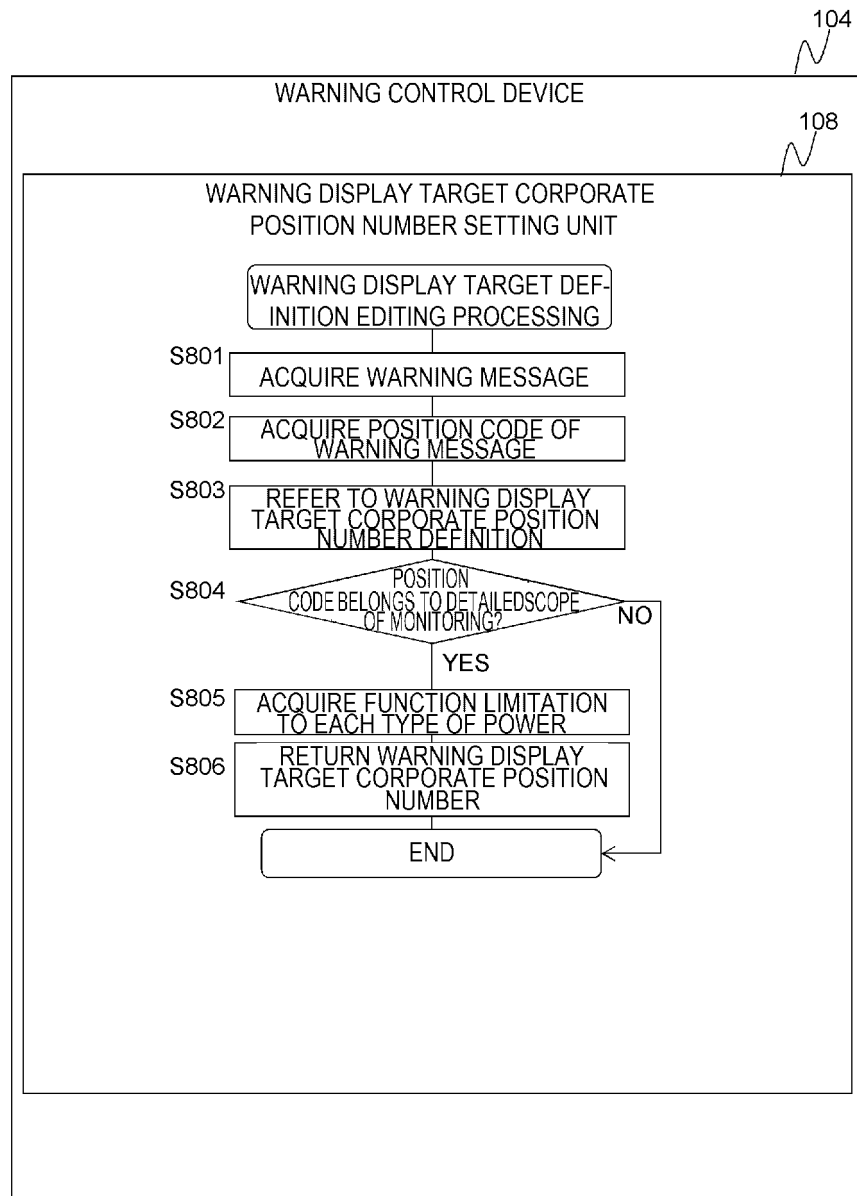 104
WARNING CONTROL DEVICE
108
WARNING DISPLAY TARGET CORPORATE
POSITION NUMBER SETTING UNIT
WARNING DISPLAY TARGET DEF-
INITION EDITING PROCESSING
S801
ACQUIRE WARNING MESSAGE
S802
ACQUIRE POSITION CODE OF
WARNING MESSAGE
S803
REFER TO WARNING DISPLAY
TARGET CORPORATE POSITION
NUMBER DEFINITION
S804
POSITION
CODE BELONGS TO DETAILEDSCOPE
OF MONITORING?
NO
YES
S805
ACQUIRE FUNCTION LIMITATION
TO EACH TYPE OF POWER
S806
RETURN WARNING DISPLAY
TARGET CORPORATE POSITION
NUMBER
END